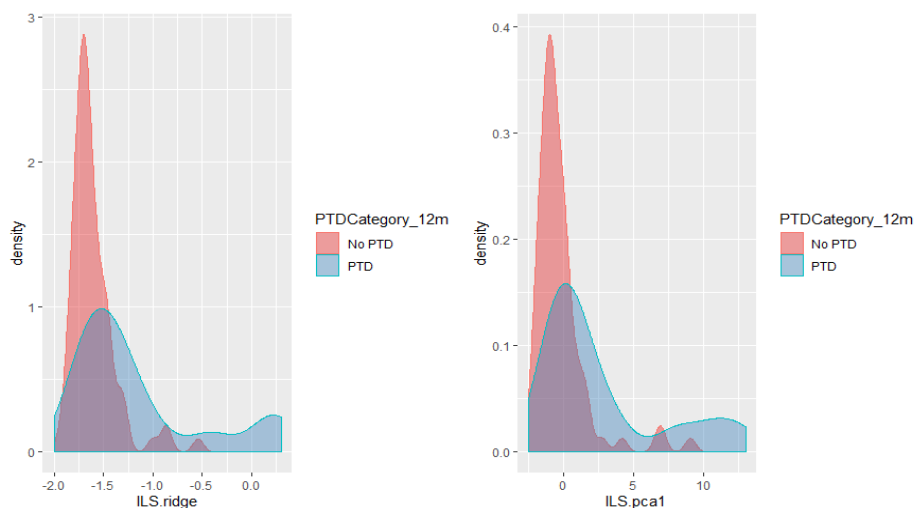 3
2
1
0
density
-2.0 -1.5 -1.0 -0.5 0.0
ILS.ridge
PTDCategory_12m
No PTD
PTD
0.4
0.3
0.2
0.1
0.0
density
0 5 10
ILS.pca1
PTDCategory_12m
No PTD
PTD